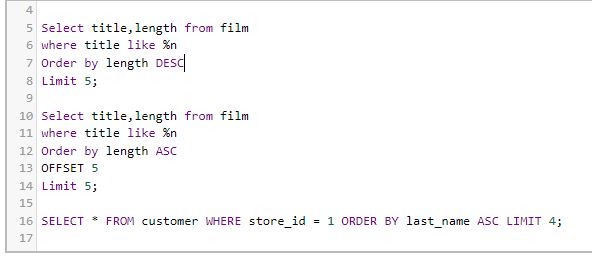 4
5 Select title,length from film
6 where title like %n
7 Order by length DESC
8 Limit 5;
9
10 Select title,length from film
11 where title like %n
12 Order by length ASC
13 OFFSET 5
14 Limit 5;
15
16 SELECT * FROM customer WHERE store_id = 1 ORDER BY last_name ASC LIMIT 4;
17